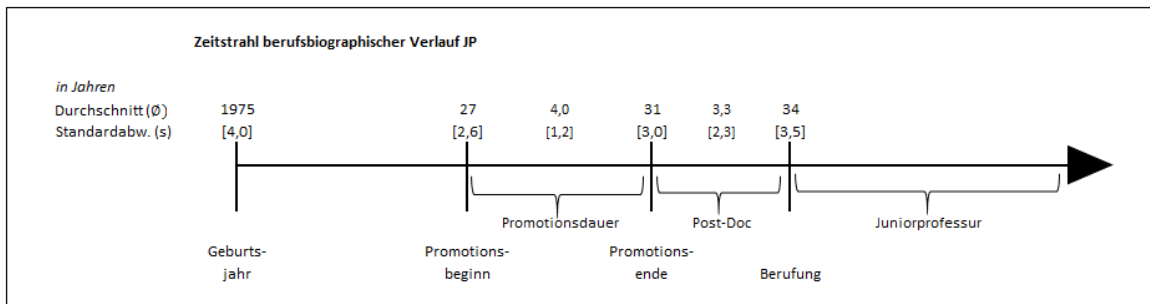 Zeitstrahl berufsbiographischer Verlauf JP
in Jahren
Durchschnitt (Ø) 1975 27 4,0 31 3,3 34
Standardabw. (s) [4,0] [2,6] [1,2] [3,0] [2,3] [3,5]
Promotionsdauer Post-Doc Juniorprofessur
Geburts- Promotions- Promotions-
jahr beginn ende Berufung